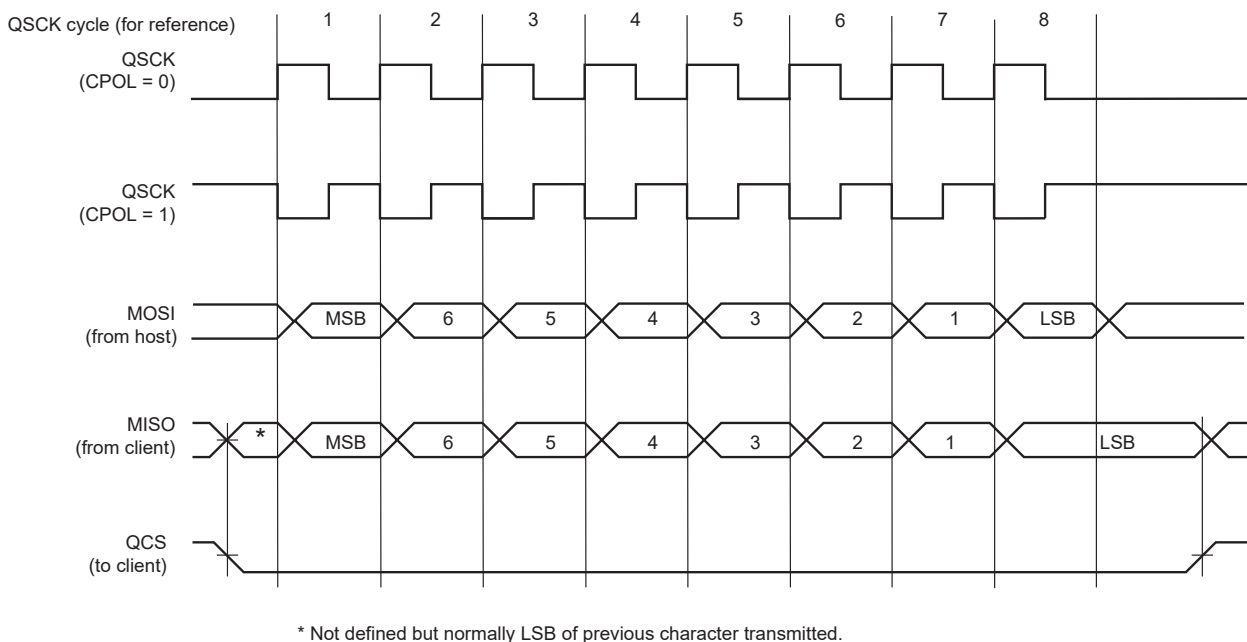 QSCK cycle (for reference)
1 2 3 4 5 6 7 8
QSCK
(CPOL = 0)
QSCK
(CPOL = 1)
MOSI
(from host)
MSB 6 5 4 3 2 1 LSB
MISO
(from client)
* MSB 6 5 4 3 2 1 LSB
QCS
(to client)
* Not defined but normally LSB of previous character transmitted.